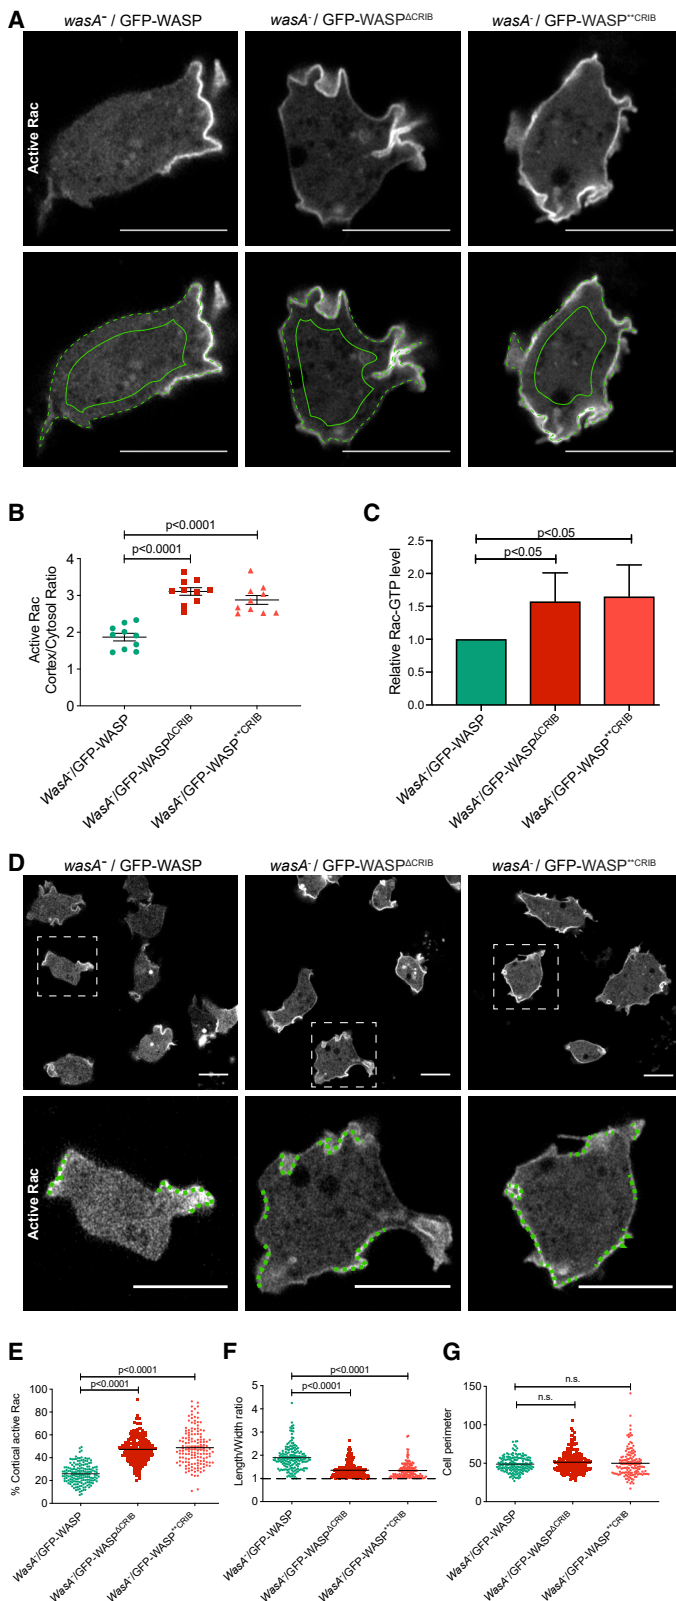 A
wasA- / GFP-WASP
wasA- / GFP-WASPΔCRIB
wasA- / GFP-WASP**CRIB
Active Rac
B
p<0.0001
p<0.0001
Active Rac
Cortex/Cytosol Ratio
4
3
2
1
0
WasA-/GFP-WASP
WasA-/GFP-WASPΔCRIB
WasA-/GFP-WASP**CRIB
C
p<0.05
p<0.05
Relative Rac-GTP level
2.5
2.0
1.5
1.0
0.5
0.0
WasA-/GFP-WASP
WasA-/GFP-WASPΔCRIB
WasA-/GFP-WASP**CRIB
D
wasA- / GFP-WASP
wasA- / GFP-WASPΔCRIB
wasA- / GFP-WASP**CRIB
Active Rac
E
p<0.0001
p<0.0001
% Cortical active Rac
100
80
60
40
20
0
WasA-/GFP-WASP
WasA-/GFP-WASPΔCRIB
WasA-/GFP-WASP**CRIB
F
p<0.0001
p<0.0001
Length/Width ratio
5
4
3
2
1
0
WasA-/GFP-WASP
WasA-/GFP-WASPΔCRIB
WasA-/GFP-WASP**CRIB
G
n.s.
n.s.
Cell perimeter
150
100
50
0
WasA-/GFP-WASP
WasA-/GFP-WASPΔCRIB
WasA-/GFP-WASP**CRIB